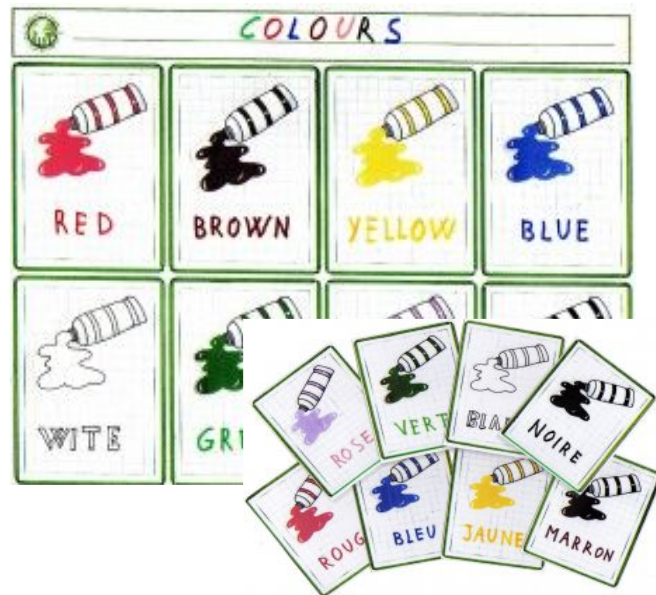 COLOURS
RED BROWN YELLOW BLUE
WITE
ROSE VERT NOIRE
BLEU JAUNE MARRON